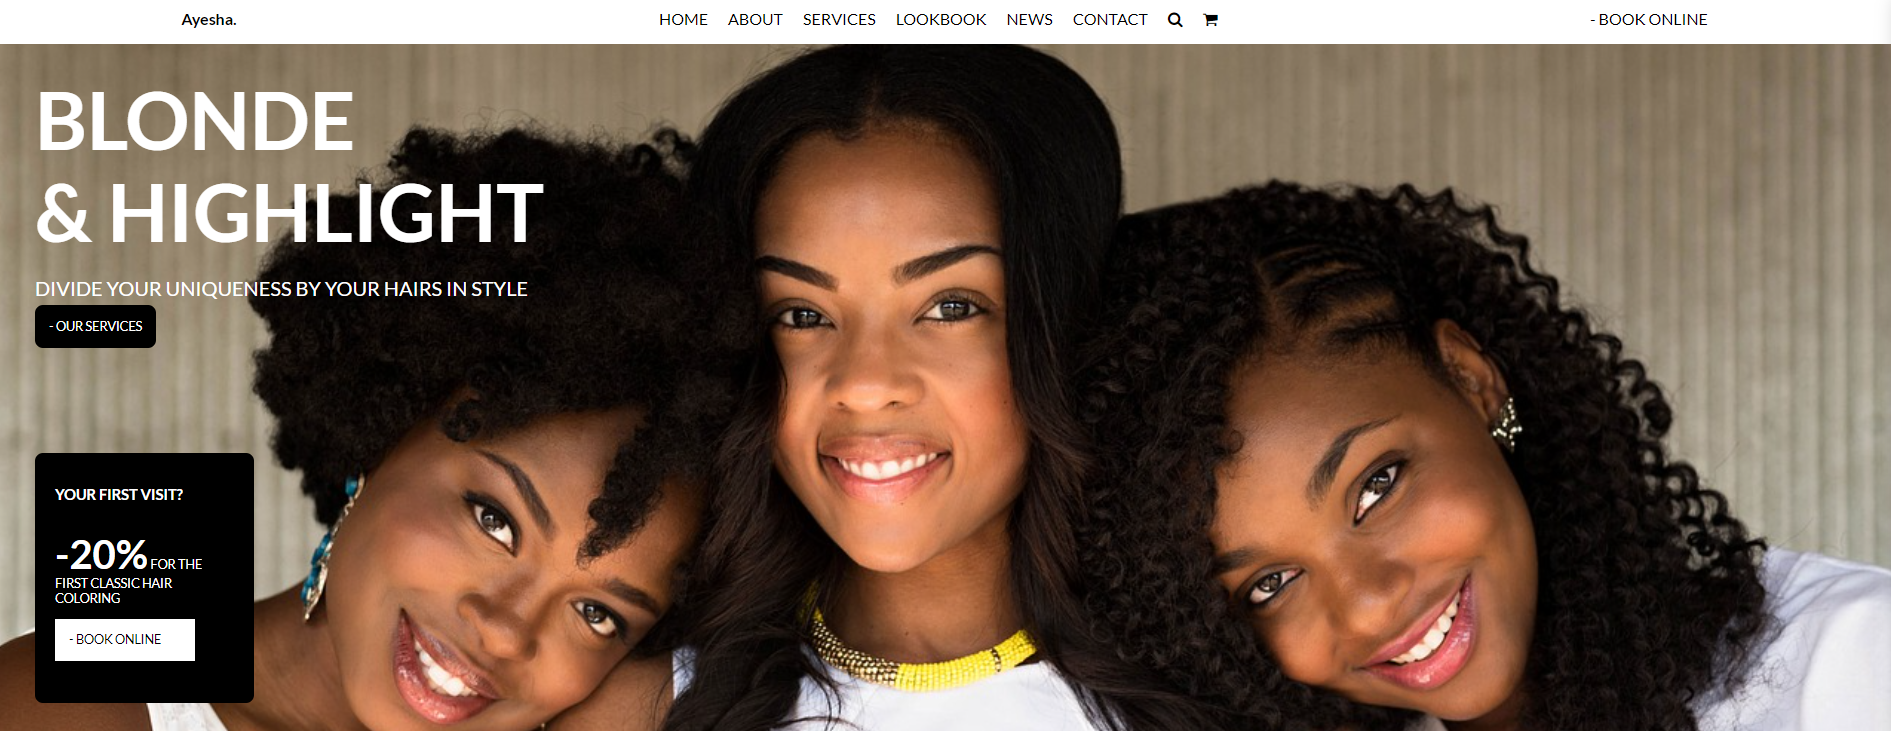 Ayesha.
HOME ABOUT SERVICES LOOKBOOK NEWS CONTACT
- BOOK ONLINE
BLONDE
& HIGHLIGHT
DIVIDE YOUR UNIQUENESS BY YOUR HAIRS IN STYLE
- OUR SERVICES
YOUR FIRST VISIT?
-20% FOR THE
FIRST CLASSIC HAIR
COLORING
- BOOK ONLINE